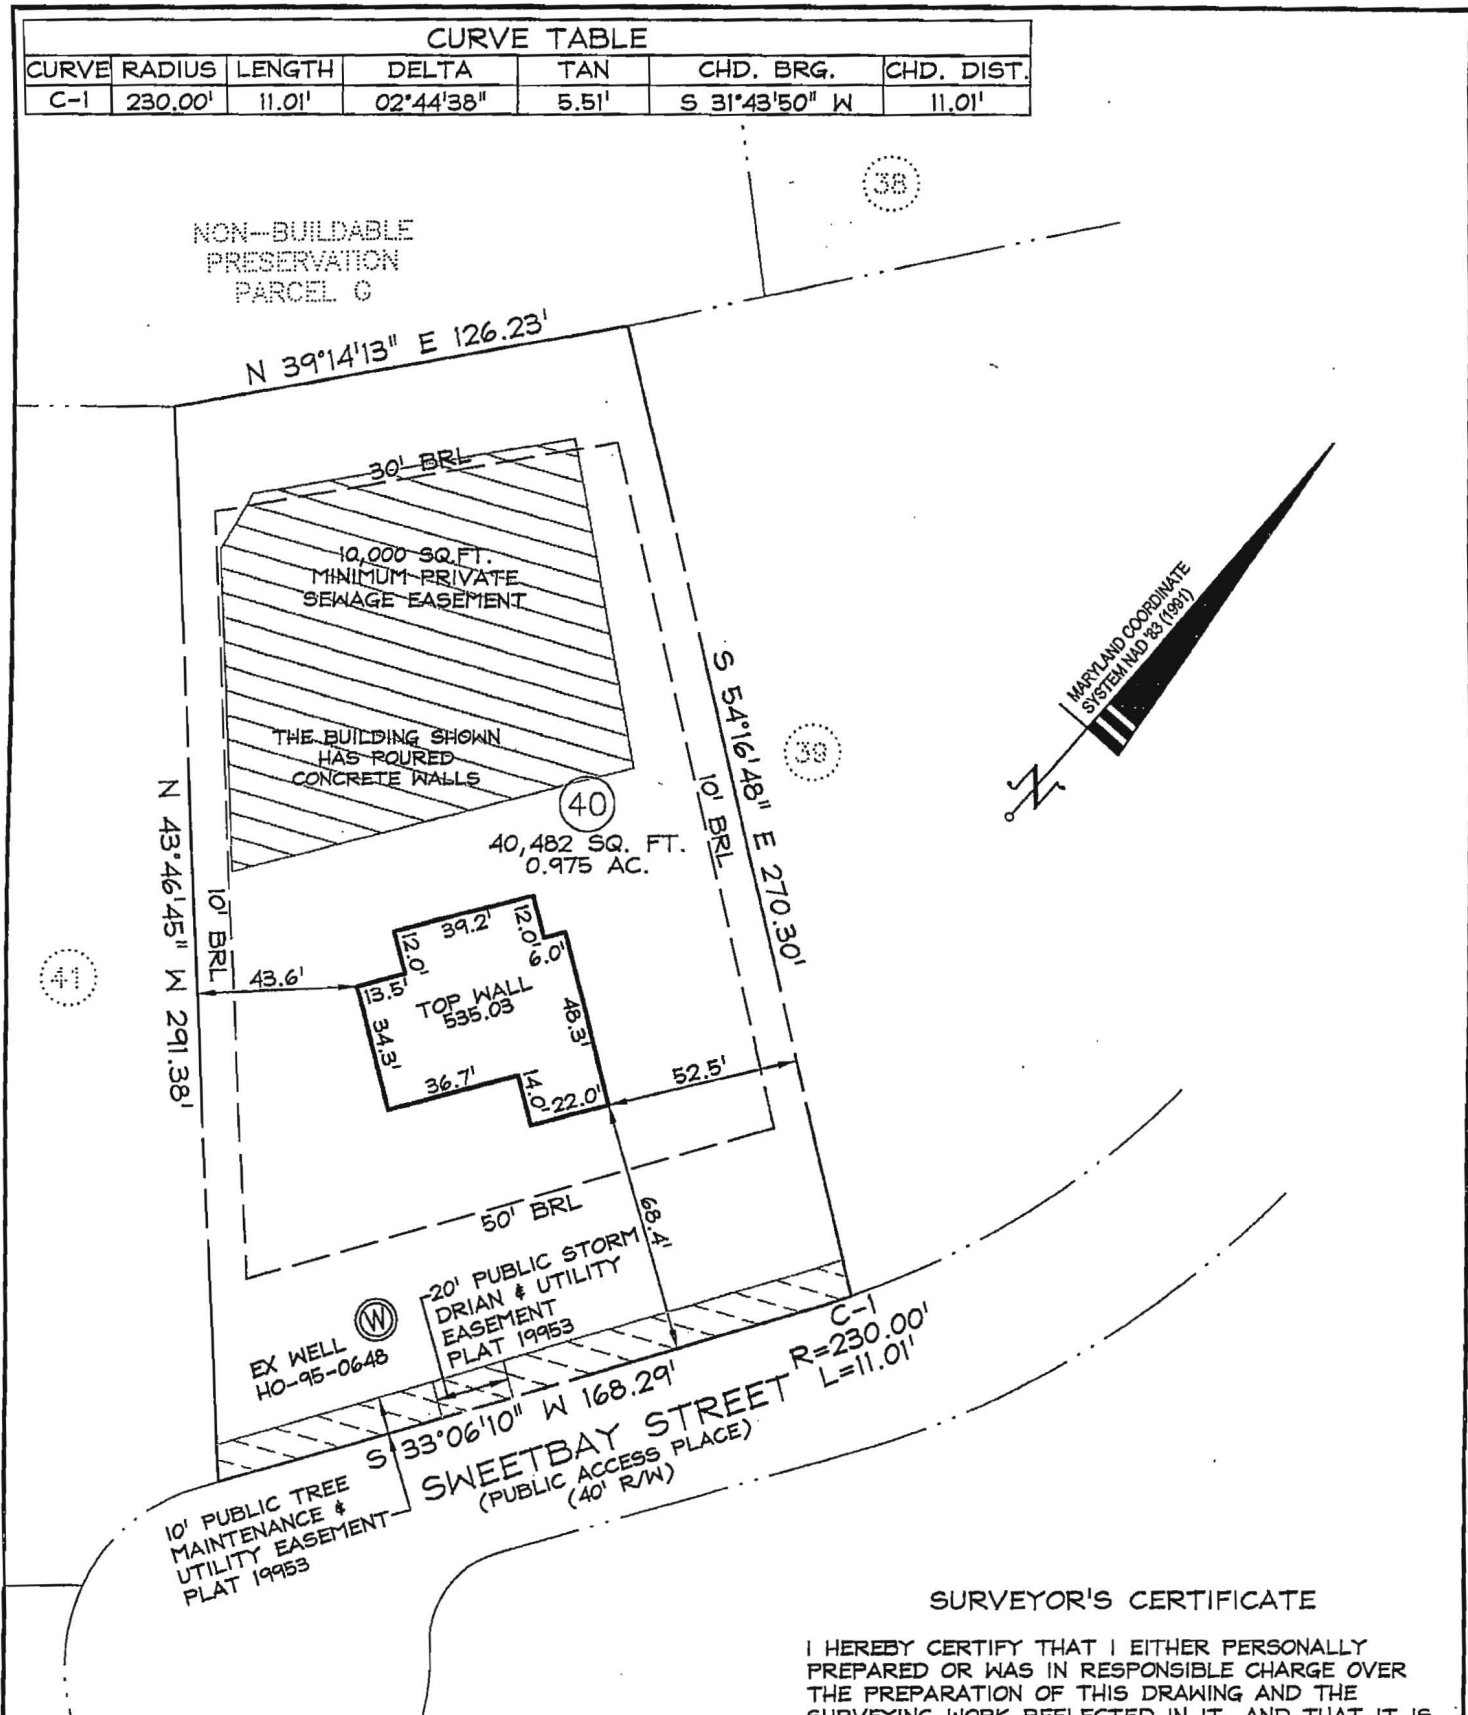 CURVE TABLE
CURVE RADIUS LENGTH DELTA TAN CHD. BRG. CHD. DIST.
C-1 230.00' 11.01' 02°44'38" 5.51' S 31°43'50" W 11.01'
38
NON-BUILDABLE
PRESERVATION
PARCEL G
N 39°14'13" E 126.23'
30' BRL
10,000 SQ.FT.
MINIMUM PRIVATE
SEWAGE EASEMENT
MARYLAND COORDINATE
SYSTEM NAD '83 (1991)
N
THE BUILDING SHOWN
HAS POURED
CONCRETE WALLS
S 54°16'48" E 270.30'
39
10' BRL
40
40,482 SQ. FT.
0.975 AC.
N 43°46'45" W 291.38'
10' BRL
41
43.6'
39.2'
12.0'
12.0'
6.0'
13.5'
TOP WALL
535.03
34.3'
48.3'
36.7'
14.0'
22.0'
52.5'
50' BRL
68.4'
20' PUBLIC STORM
DRIAN & UTILITY
EASEMENT
PLAT 19953
W
EX WELL
HO-95-0648
C-1
R=230.00'
L=11.01'
S 33°06'10" W 168.29'
SWEETBAY STREET
(PUBLIC ACCESS PLACE)
(40' R/W)
10' PUBLIC TREE
MAINTENANCE &
UTILITY EASEMENT
PLAT 19953
SURVEYOR'S CERTIFICATE
I HEREBY CERTIFY THAT I EITHER PERSONALLY
PREPARED OR WAS IN RESPONSIBLE CHARGE OVER
THE PREPARATION OF THIS DRAWING AND THE
SURVEYING WORK REFLECTED IN IT, AND THAT IT IS